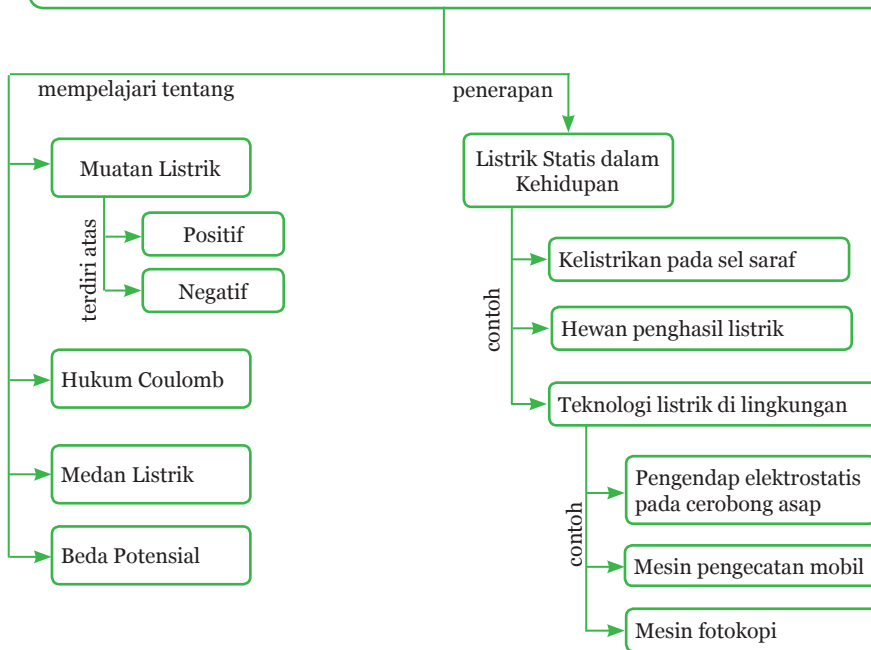 mempelajari tentang
Muatan Listrik
terdiri atas
Positif
Negatif
Hukum Coulomb
Medan Listrik
Beda Potensial
penerapan
Listrik Statis dalam
Kehidupan
contoh
Kelistrikan pada sel saraf
Hewan penghasil listrik
Teknologi listrik di lingkungan
contoh
Pengendap elektrostatis
pada cerobong asap
Mesin pengecatan mobil
Mesin fotokopi